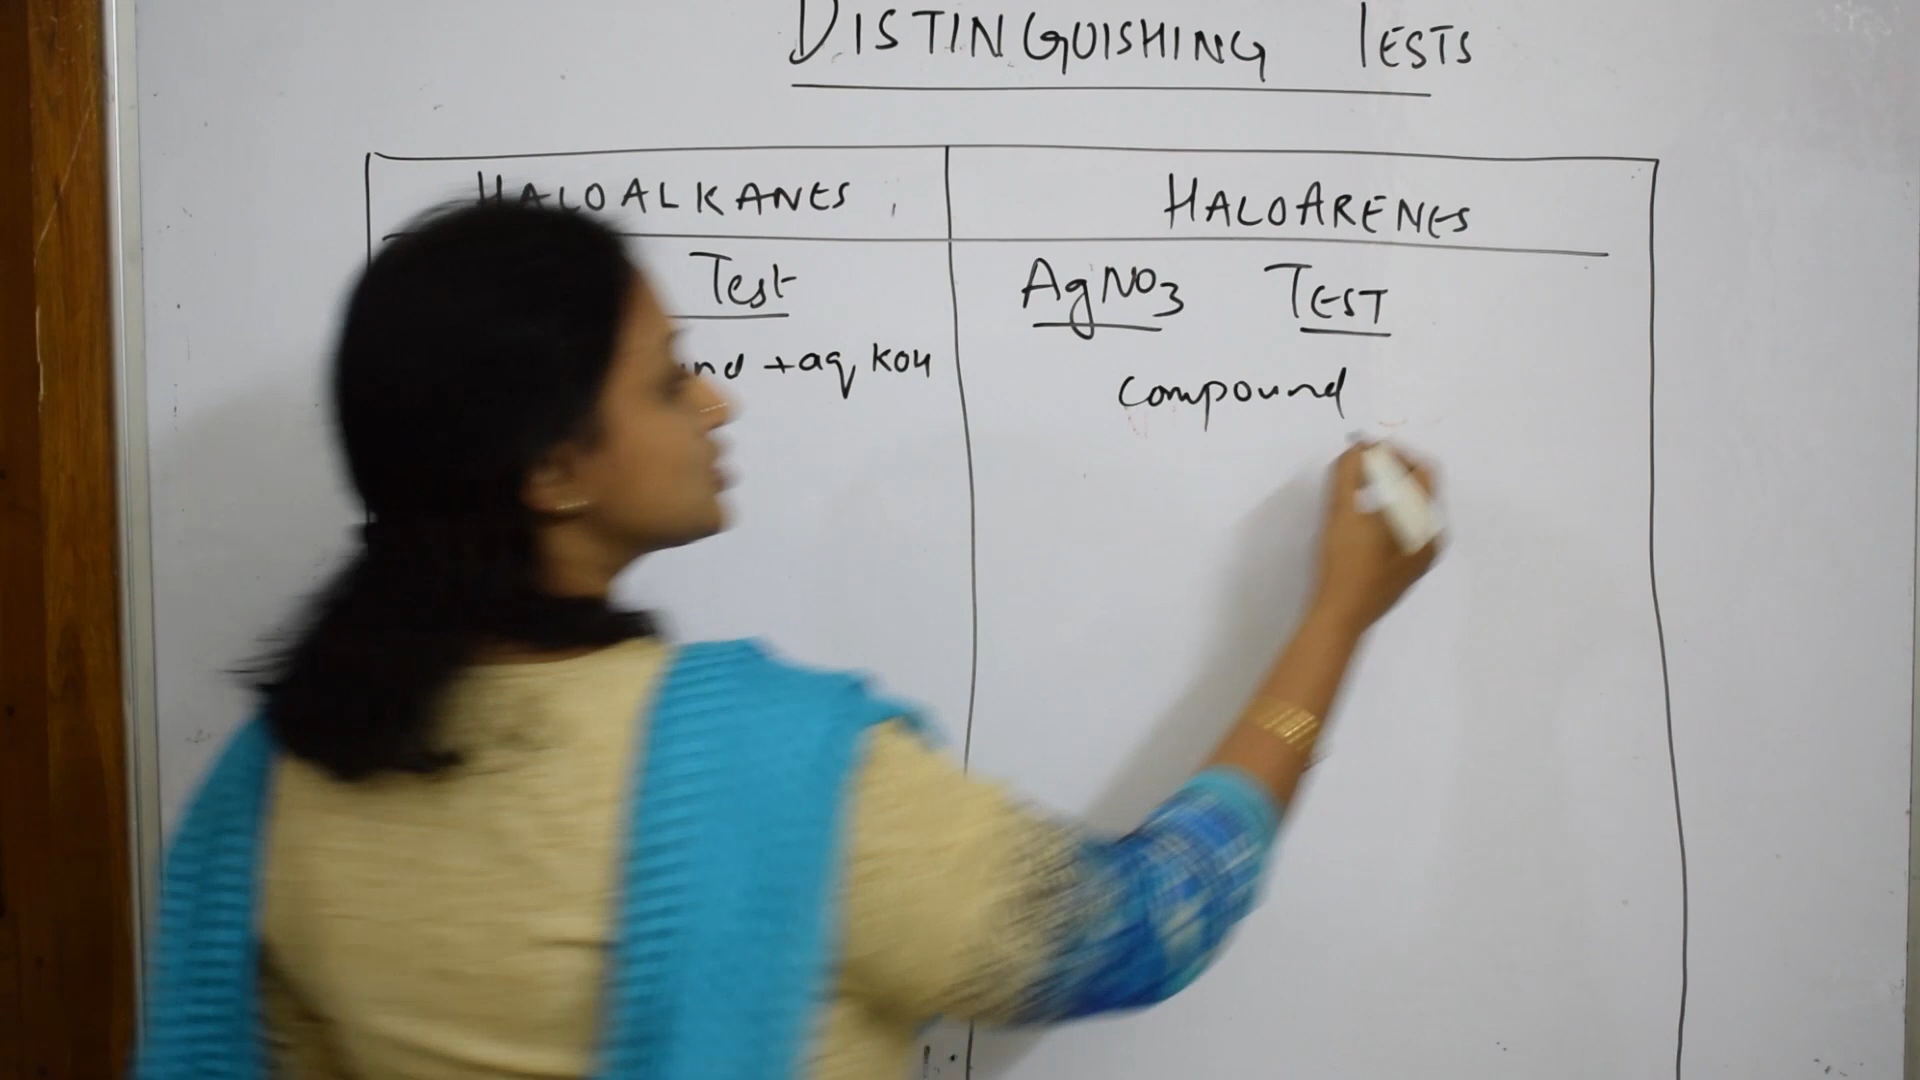 DISTINGUISHING TESTS
HALOALKANES
HALOARENES
Test
AgNO3 TEST
+ aq KOH
compound